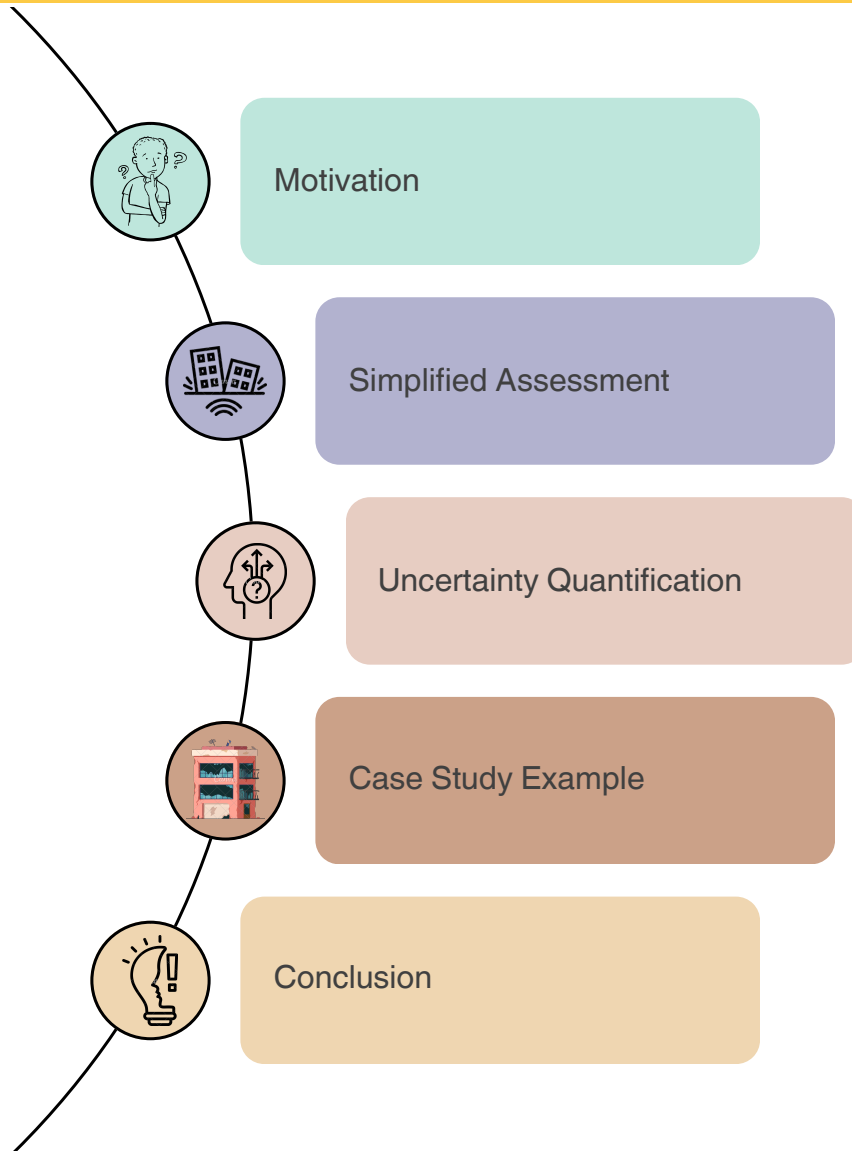 Motivation
Simplified Assessment
Uncertainty Quantification
Case Study Example
Conclusion